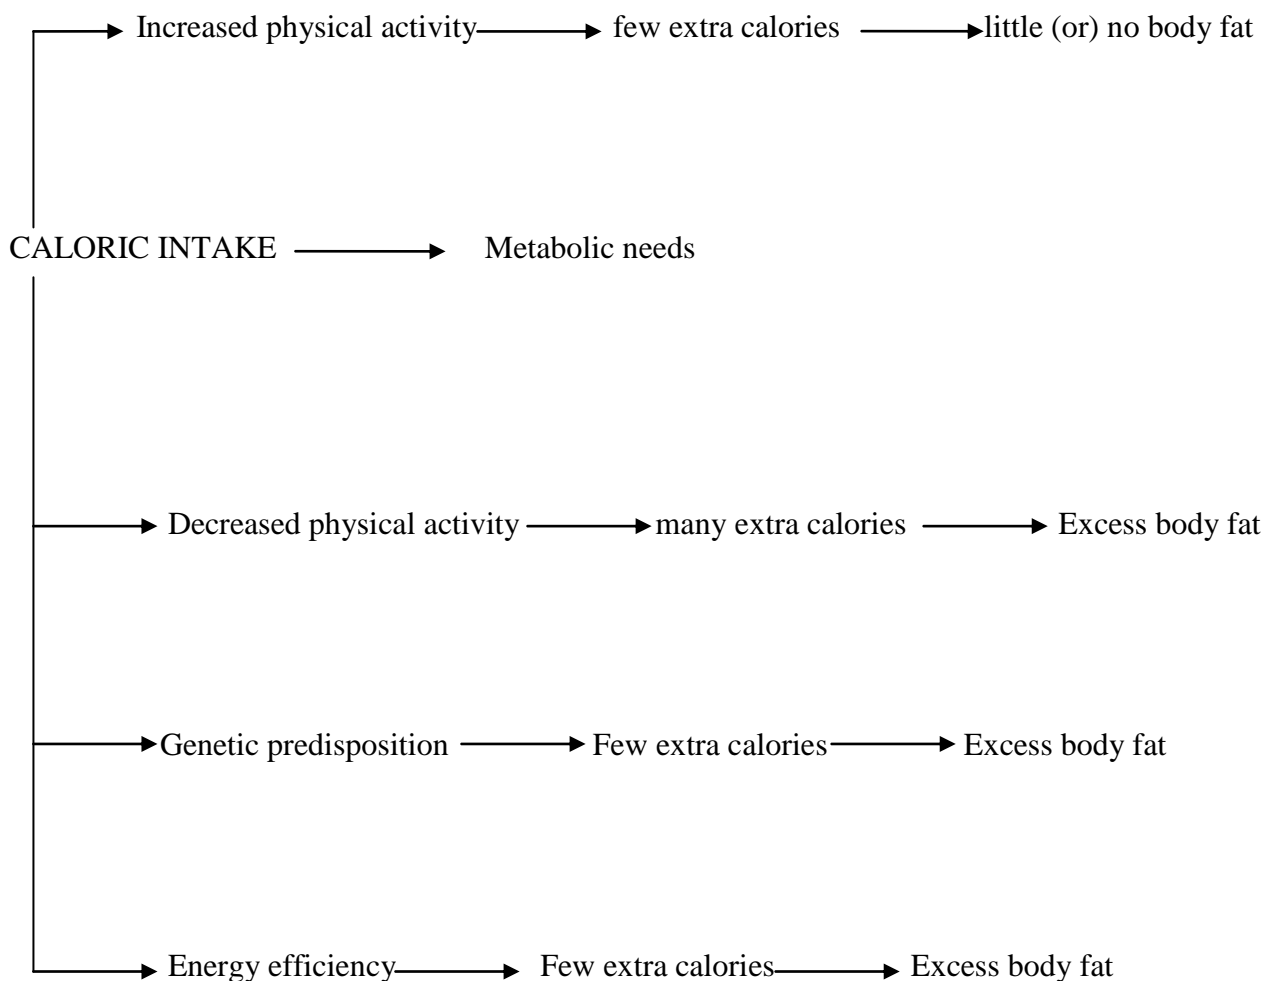 Increased physical activity few extra calories little (or) no body fat
CALORIC INTAKE Metabolic needs
Decreased physical activity many extra calories Excess body fat
Genetic predisposition Few extra calories Excess body fat
Energy efficiency Few extra calories Excess body fat